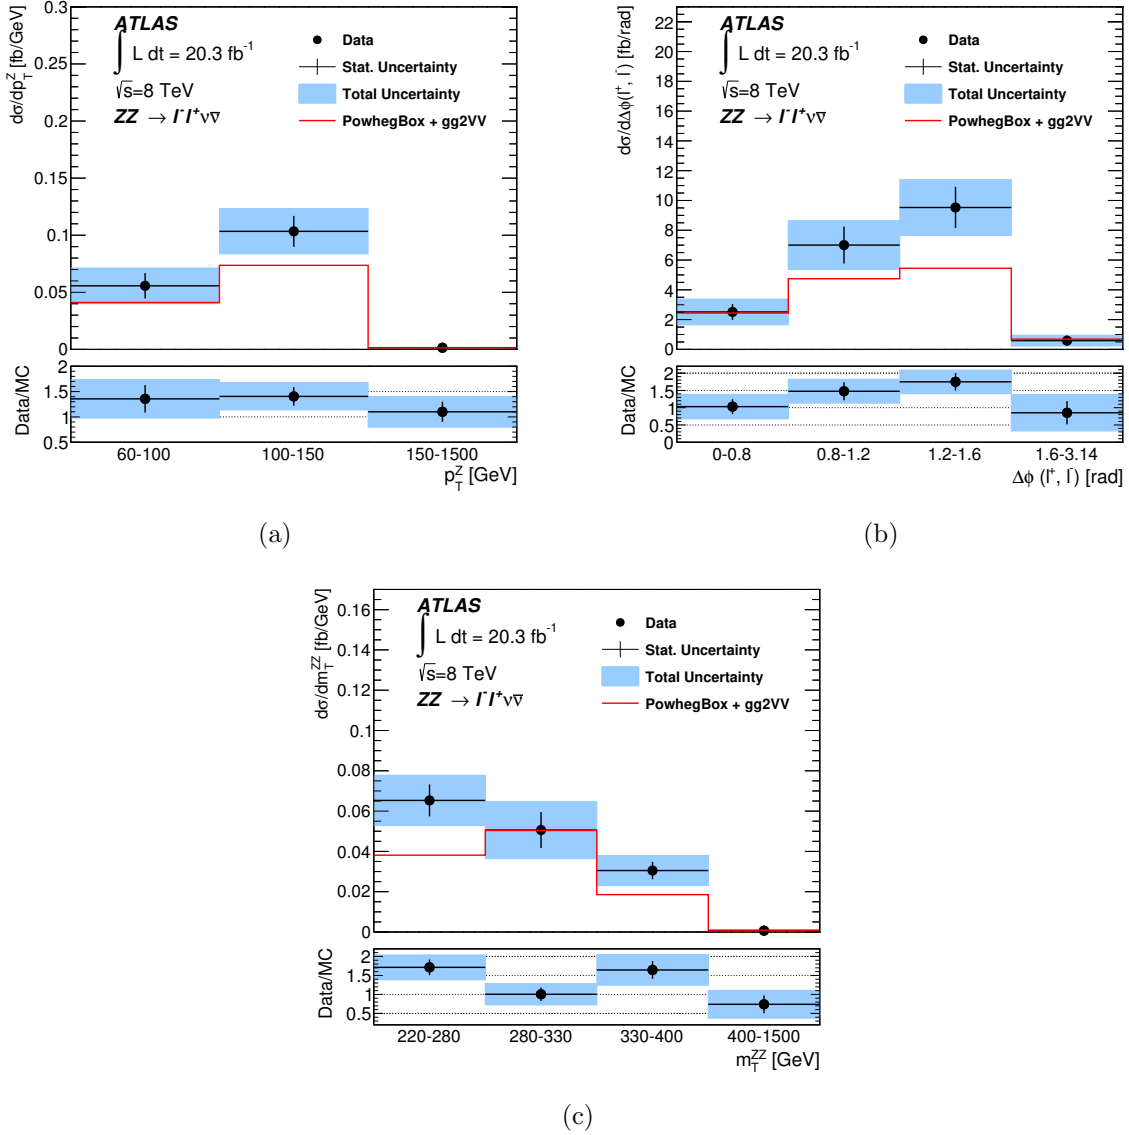 dσ/dp_T^Z [fb/GeV]
0.3
0.25
0.2
0.15
0.1
0.05
0
ATLAS
∫ L dt = 20.3 fb⁻¹
√s=8 TeV
ZZ → l⁻l⁺νν̅
Data
Stat. Uncertainty
Total Uncertainty
PowhegBox + gg2VV
Data/MC
2
1.5
1
0.5
60-100 100-150 150-1500
p_T^Z [GeV]
(a)
dσ/dΔϕ(l⁺, l⁻) [fb/rad]
22
20
18
16
14
12
10
8
6
4
2
0
ATLAS
∫ L dt = 20.3 fb⁻¹
√s=8 TeV
ZZ → l⁻l⁺νν̅
Data
Stat. Uncertainty
Total Uncertainty
PowhegBox + gg2VV
Data/MC
2
1.5
1
0.5
0
0-0.8 0.8-1.2 1.2-1.6 1.6-3.14
Δϕ (l⁺, l⁻) [rad]
(b)
dσ/dm_T^ZZ [fb/GeV]
0.16
0.14
0.12
0.1
0.08
0.06
0.04
0.02
0
ATLAS
∫ L dt = 20.3 fb⁻¹
√s=8 TeV
ZZ → l⁻l⁺νν̅
Data
Stat. Uncertainty
Total Uncertainty
PowhegBox + gg2VV
Data/MC
2
1.5
1
0.5
220-280 280-330 330-400 400-1500
m_T^ZZ [GeV]
(c)